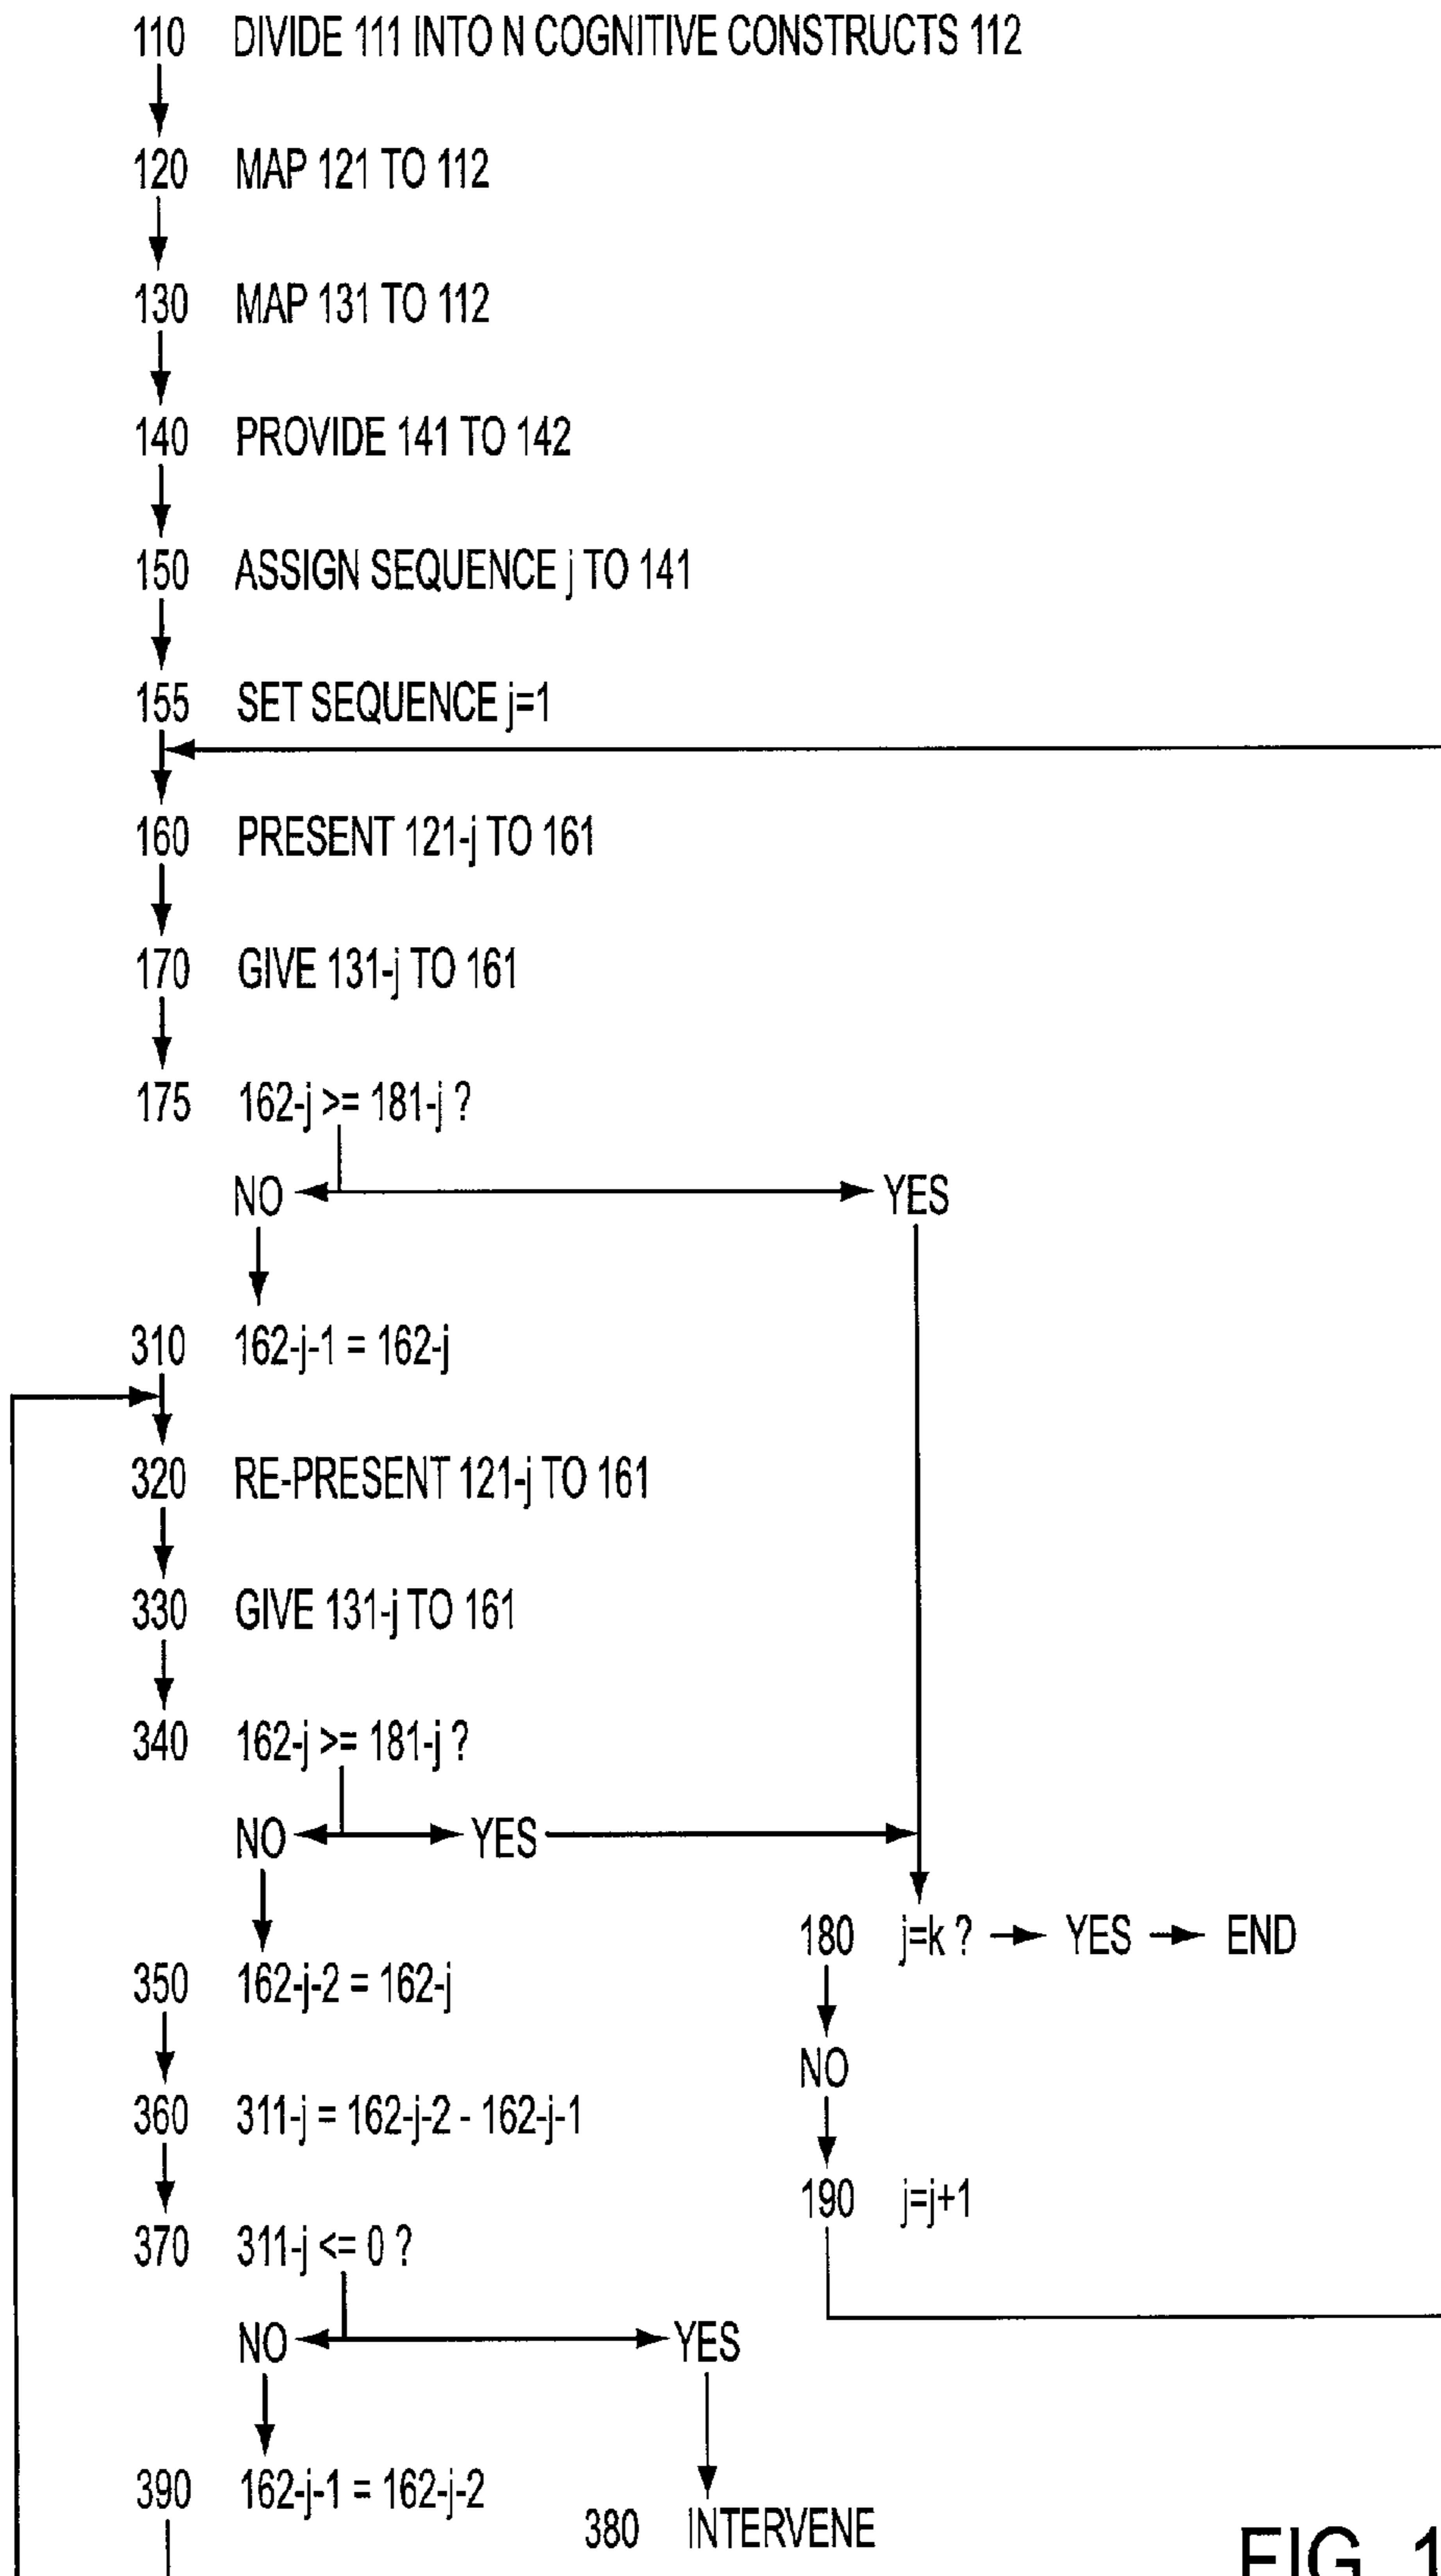 110 DIVIDE 111 INTO N COGNITIVE CONSTRUCTS 112
120 MAP 121 TO 112
130 MAP 131 TO 112
140 PROVIDE 141 TO 142
150 ASSIGN SEQUENCE j TO 141
155 SET SEQUENCE j=1
160 PRESENT 121-j TO 161
170 GIVE 131-j TO 161
175 162-j >= 181-j ?
NO YES
310 162-j-1 = 162-j
320 RE-PRESENT 121-j TO 161
330 GIVE 131-j TO 161
340 162-j >= 181-j ?
NO YES
180 j=k ? YES END
350 162-j-2 = 162-j
NO
360 311-j = 162-j-2 - 162-j-1
190 j=j+1
370 311-j <= 0 ?
NO YES
390 162-j-1 = 162-j-2
380 INTERVENE
FIG. 1